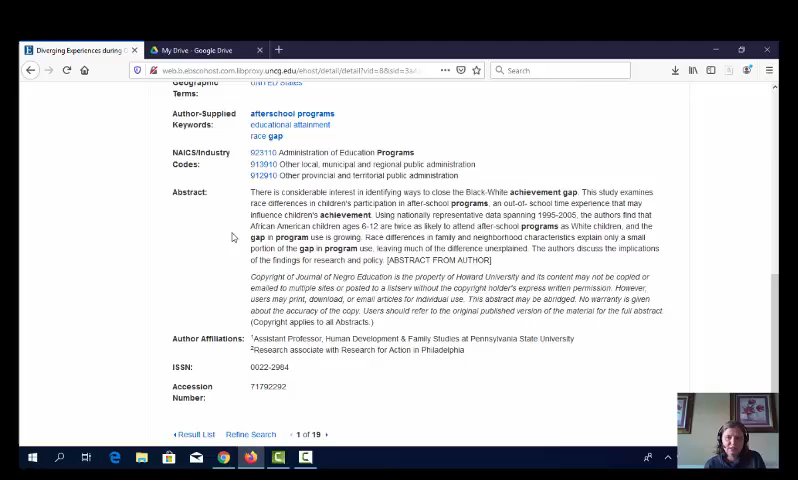 Diverging Experiences during
My Drive - Google Drive
web.b.ebscohost.com.libproxy.uncg.edu/ehost/detail/detail?vid=6&sid=3a
Search
Geographic
UNITED States
Terms:
Author-Supplied
afterschool programs
Keywords:
educational attainment
race gap
NAICS/Industry
923110 Administration of Education Programs
Codes:
913910 Other local, municipal and regional public administration
912910 Other provincial and territorial public administration
Abstract:
There is considerable interest in identifying ways to close the Black-White achievement gap. This study examines
race differences in children's participation in after-school programs, an out-of- school time experience that may
influence children's achievement. Using nationally representative data spanning 1995-2005, the authors find that
African American children ages 6-12 are twice as likely to attend after-school programs as White children, and the
gap in program use is growing. Race differences in family and neighborhood characteristics explain only a small
portion of the gap in program use, leaving much of the difference unexplained. The authors discuss the implications
of the findings for research and policy. [ABSTRACT FROM AUTHOR]
Copyright of Journal of Negro Education is the property of Howard University and its content may not be copied or
emailed to multiple sites or posted to a listserv without the copyright holder's express written permission. However,
users may print, download, or email articles for individual use. This abstract may be abridged. No warranty is given
about the accuracy of the copy. Users should refer to the original published version of the material for the full abstract
(Copyright applies to all Abstracts.)
Author Affiliations:
1Assistant Professor, Human Development & Family Studies at Pennsylvania State University
2Research associate with Research for Action in Philadelphia
ISSN:
0022-2984
Accession
71792292
Number:
Result List
Refine Search
1 of 19